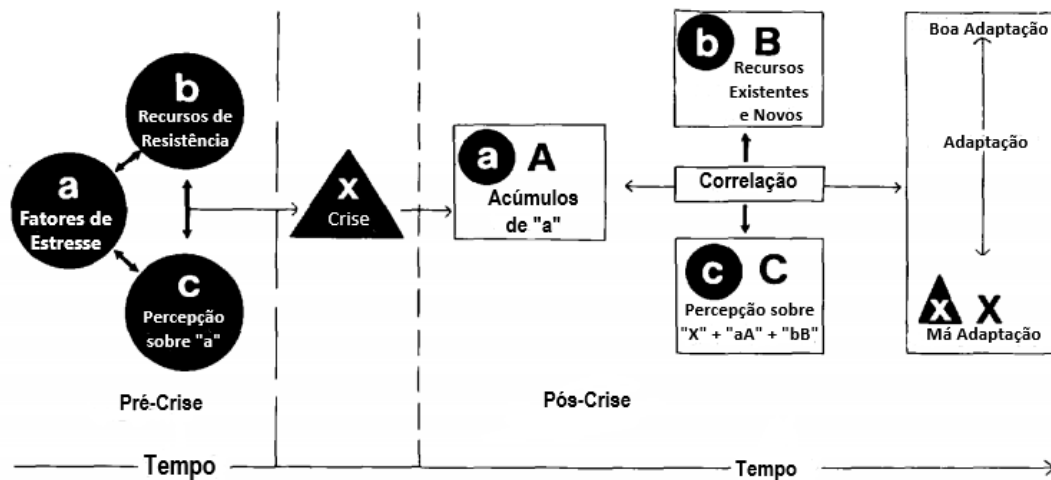 a
Fatores de
Estresse
b
Recursos de
Resistência
c
Percepção
sobre "a"
x
Crise
a A
Acúmulos
de "a"
b B
Recursos
Existentes
e Novos
Correlação
c C
Percepção sobre
"X" + "aA" + "bB"
Boa Adaptação
Adaptação
x X
Má Adaptação
Pré-Crise
Pós-Crise
Tempo
Tempo